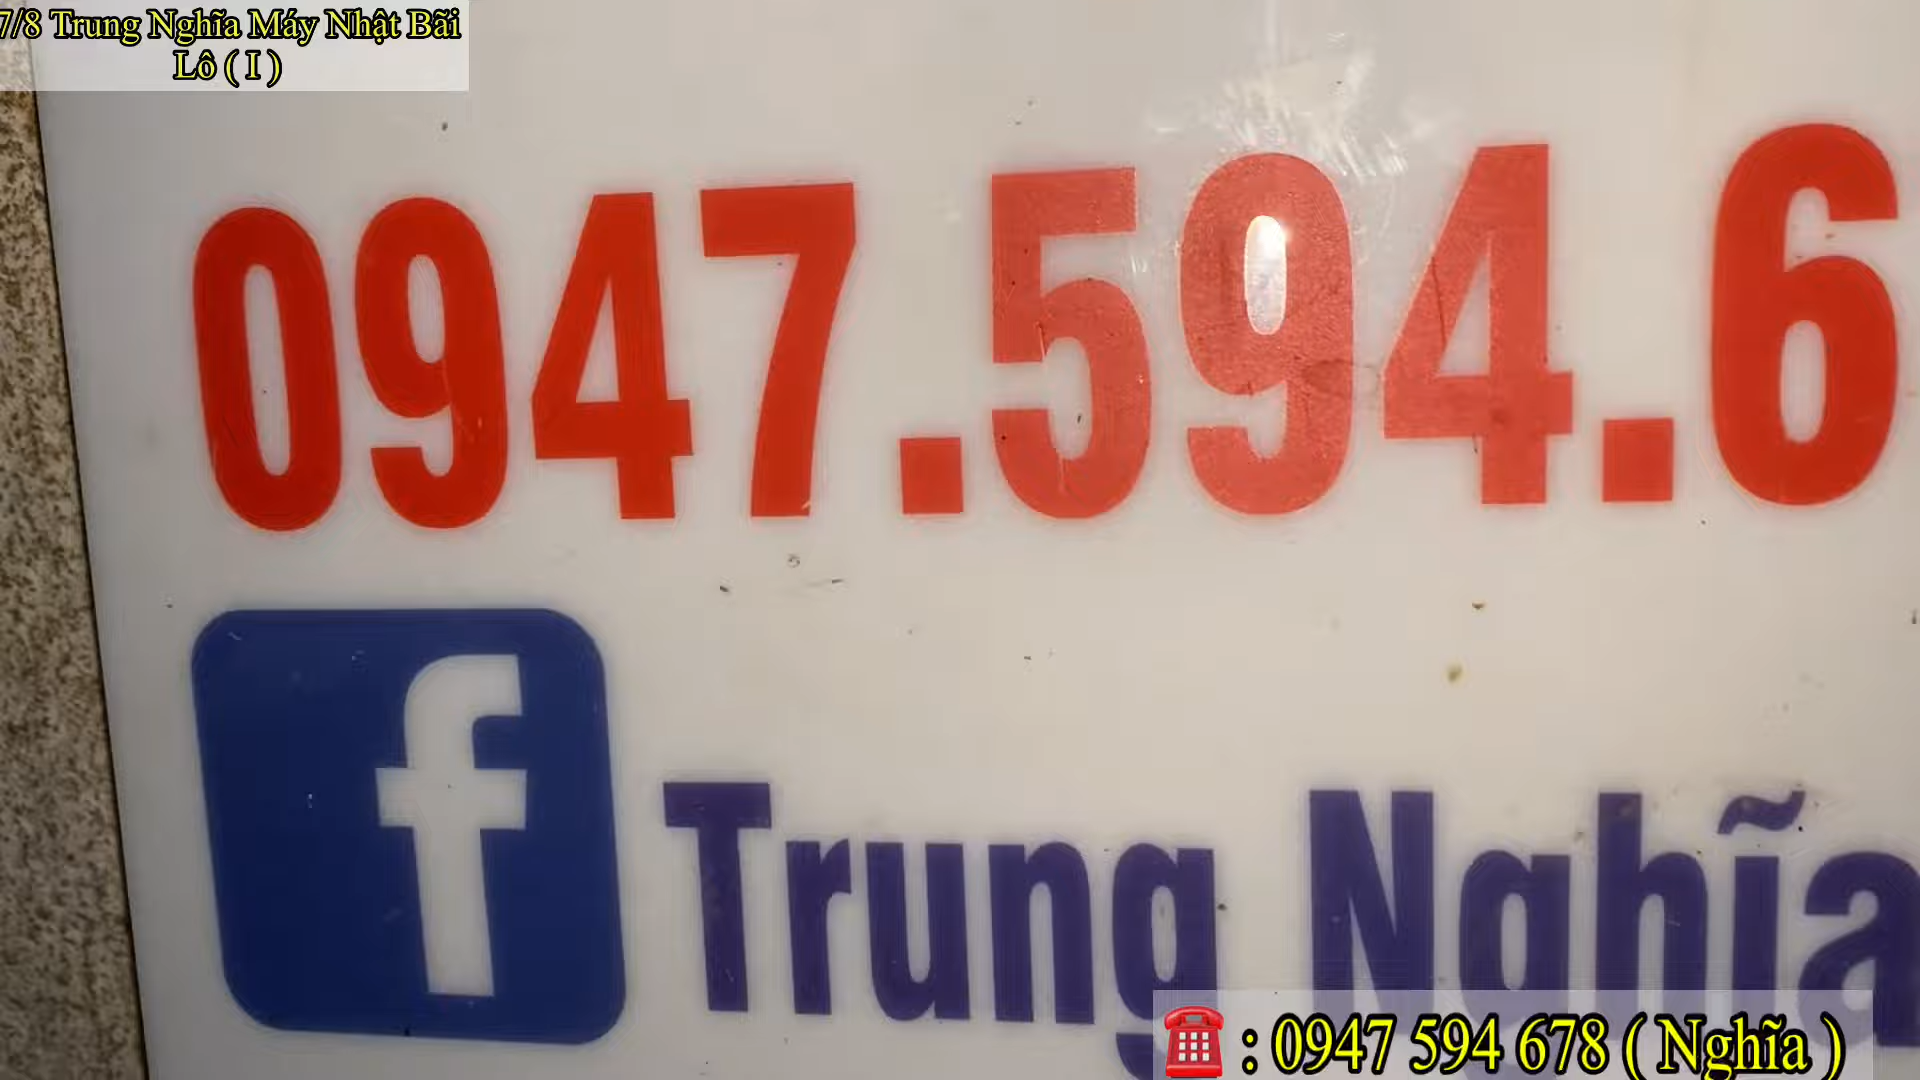 7/8 Trung Nghĩa Máy Nhật Bãi
Lô ( I )
0947.594.6
f Trung Nghĩa
: 0947 594 678 ( Nghĩa )